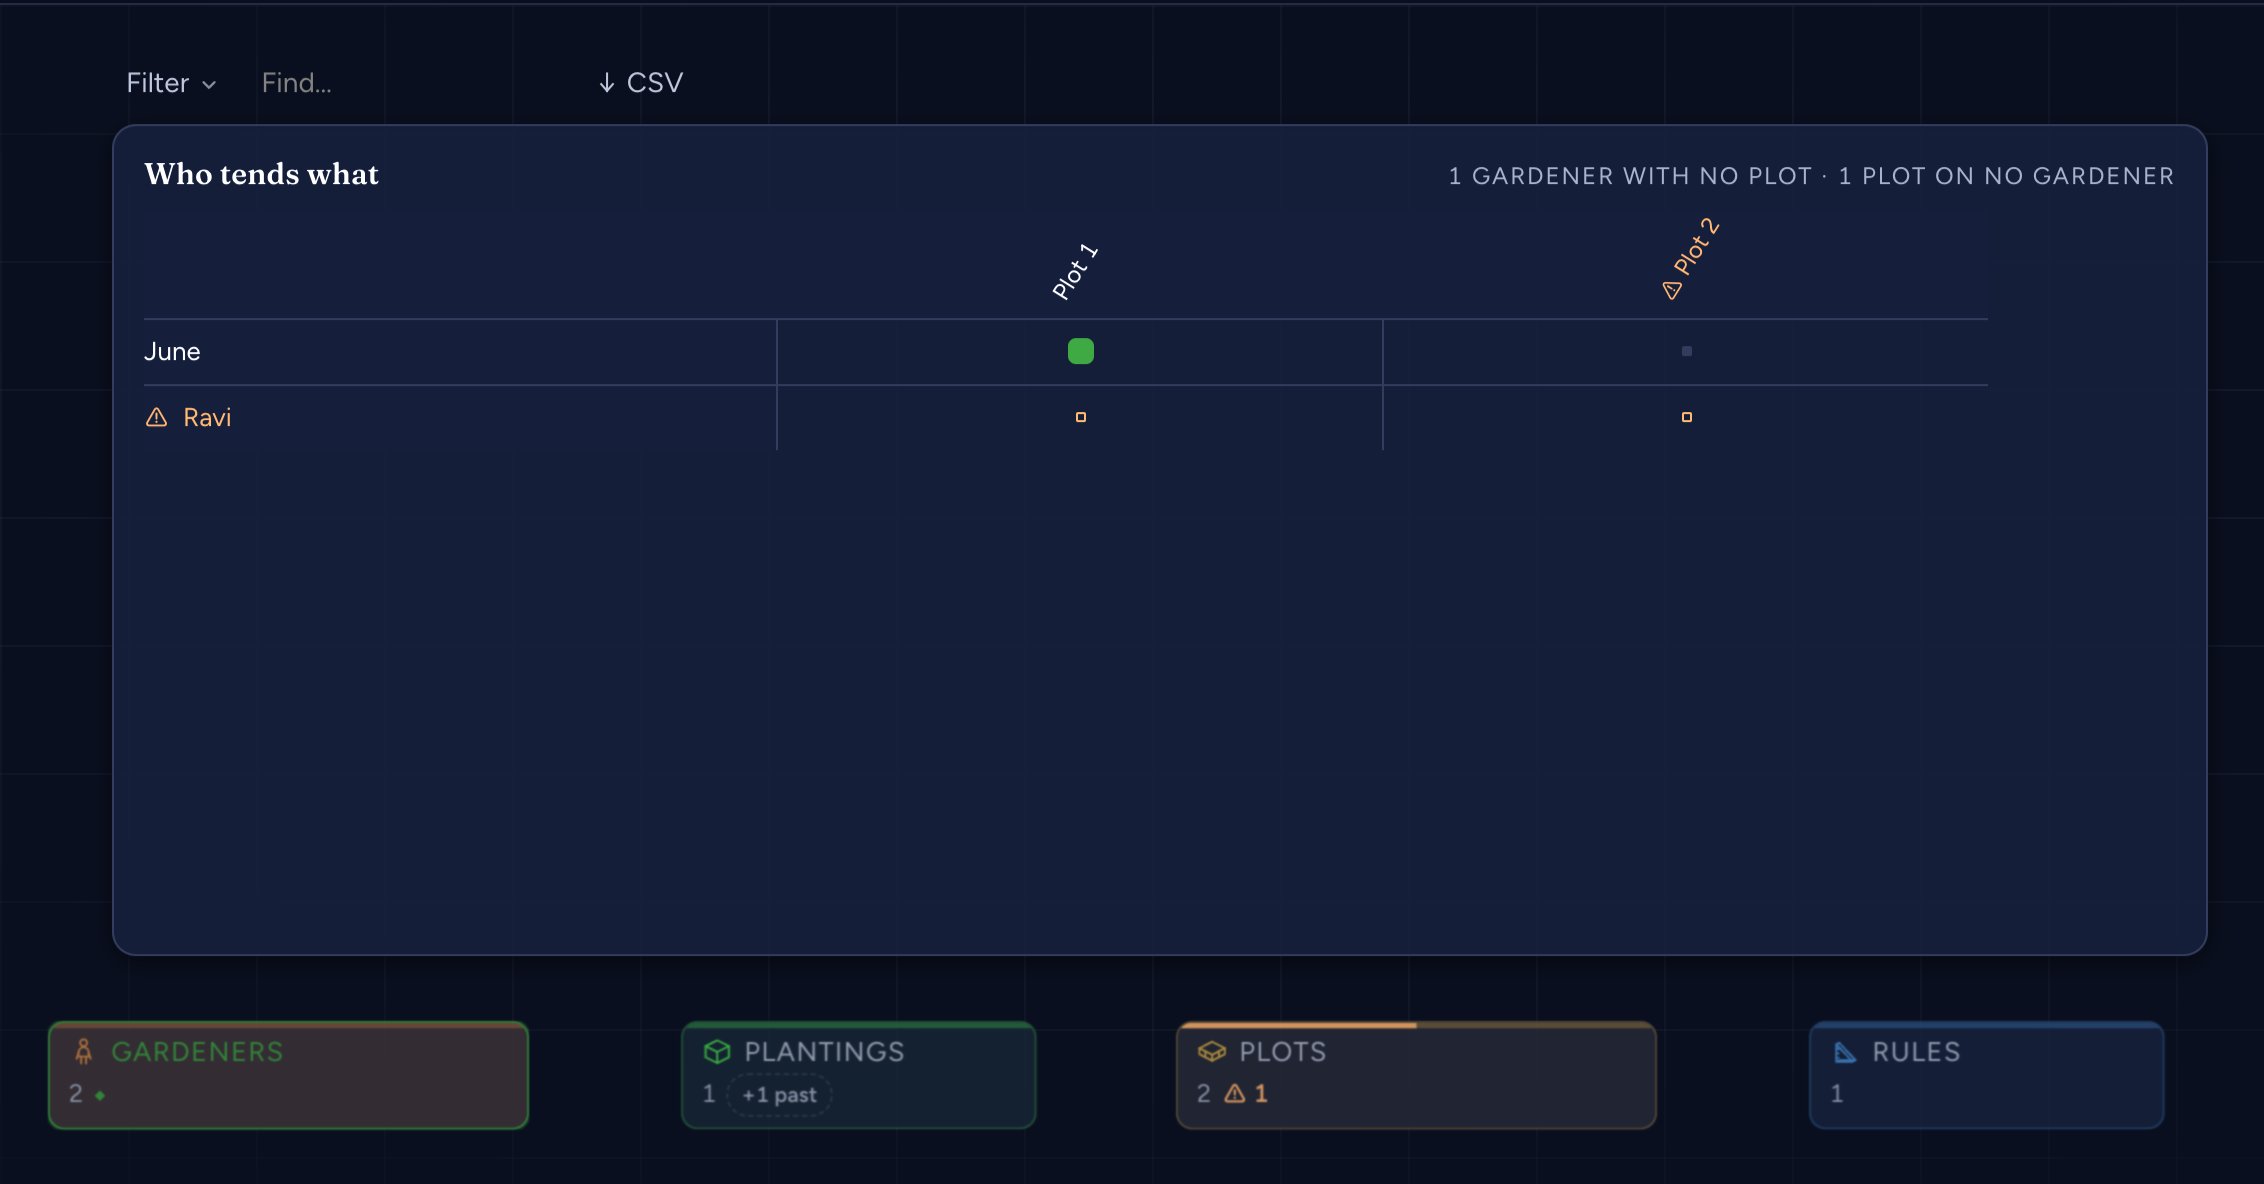 Filter Find... ↓ CSV
Who tends what
1 GARDENER WITH NO PLOT · 1 PLOT ON NO GARDENER
Plot 1
Plot 2
June
Ravi
GARDENERS
2
PLANTINGS
1 +1 past
PLOTS
2 1
RULES
1